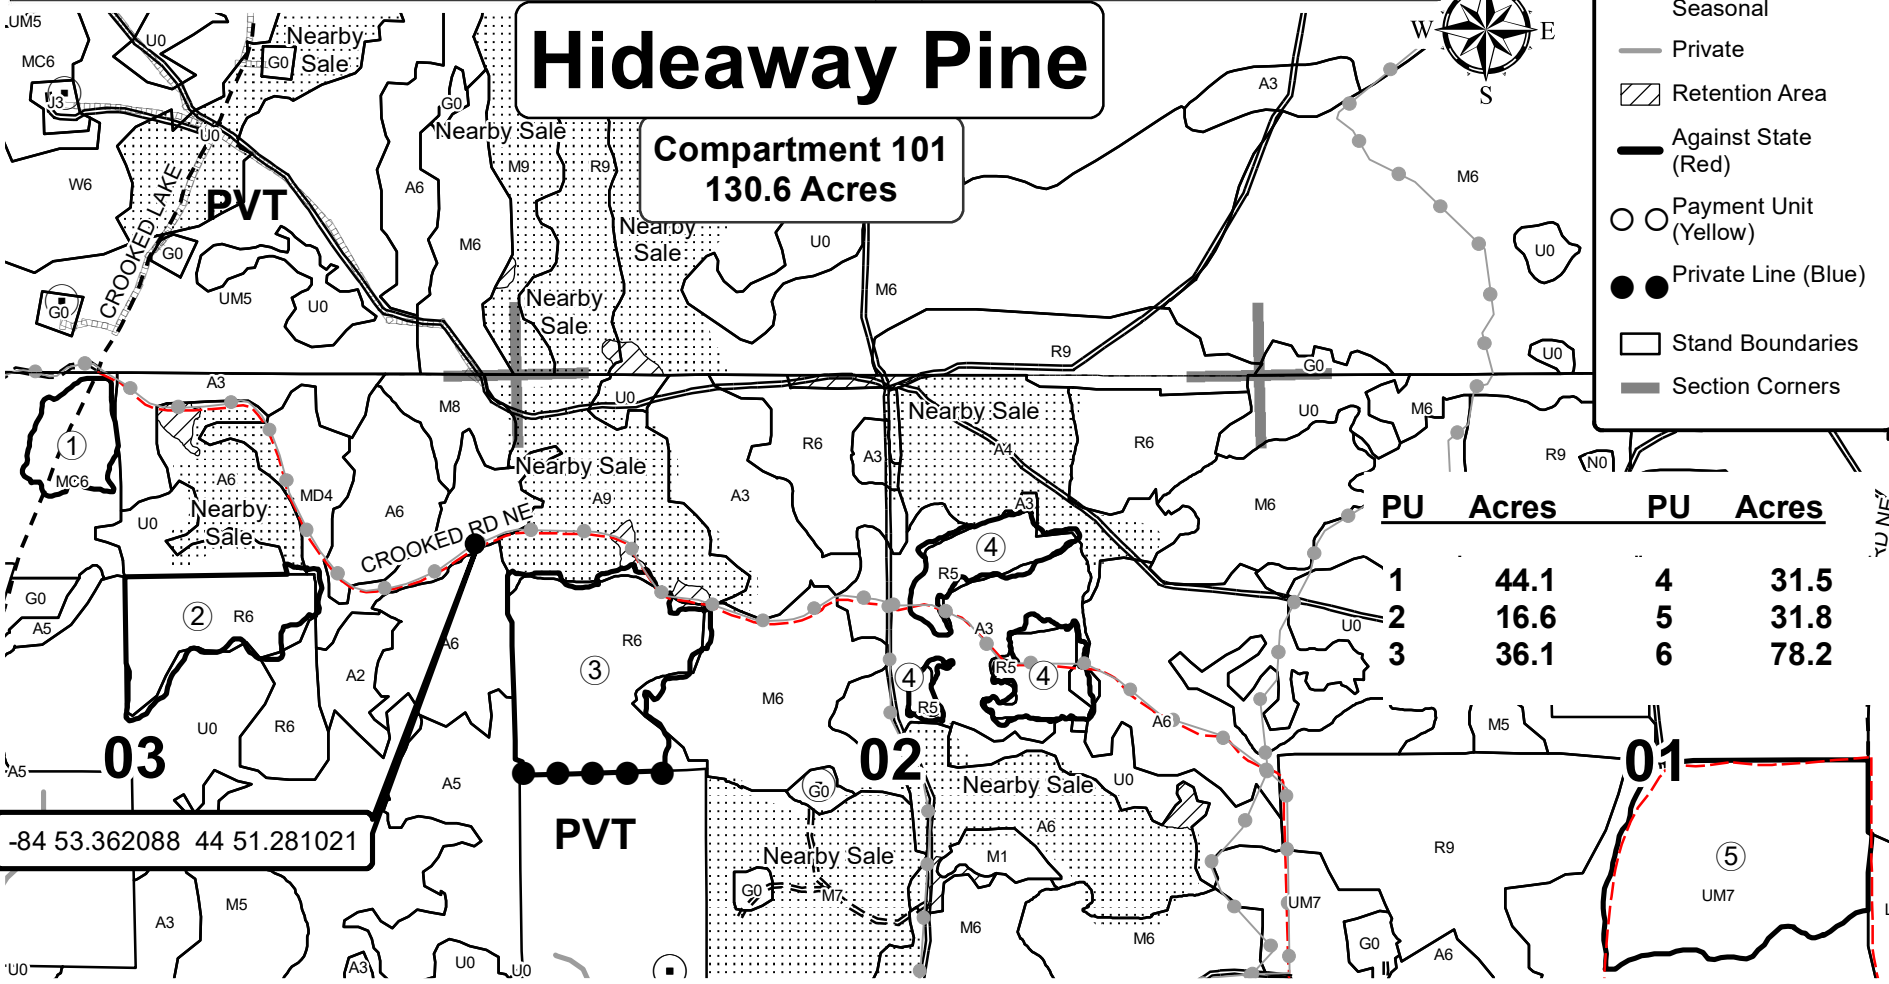 Hideaway Pine
Compartment 101
130.6 Acres
W
E
S
Seasonal
Private
Retention Area
Against State
(Red)
Payment Unit
(Yellow)
Private Line (Blue)
Stand Boundaries
Section Corners
PU Acres PU Acres
1 44.1 4 31.5
2 16.6 5 31.8
3 36.1 6 78.2
UM5
U0
Nearby
Sale
G0
MC6
J3
U0
W6
CROOKED LAKE
PVT
G0
G0
UM5
U0
G0
Nearby Sale
M9
R9
A6
M6
Nearby
Sale
Nearby
Sale
U0
M6
A3
M6
U0
R9
G0
U0
A3
M8
U0
Nearby Sale
R6
A3
A4
R6
U0
M6
R9
N0
1
MC6
A6
MD4
U0
Nearby
Sale
A6
CROOKED RD NE
Nearby Sale
A9
A3
M6
A3
4
R5
RD NE
G0
A5
2
R6
A6
R6
3
A3
U0
A2
M6
4
R5
R5
4
A6
M5
U0
R6
03
02
01
A5
A5
PVT
G0
Nearby Sale
U0
A6
-84 53.362088 44 51.281021
Nearby Sale
M1
R9
5
UM7
G0
M7
UM7
A3
M5
M6
M6
G0
A6
U0
A3
U0
U0